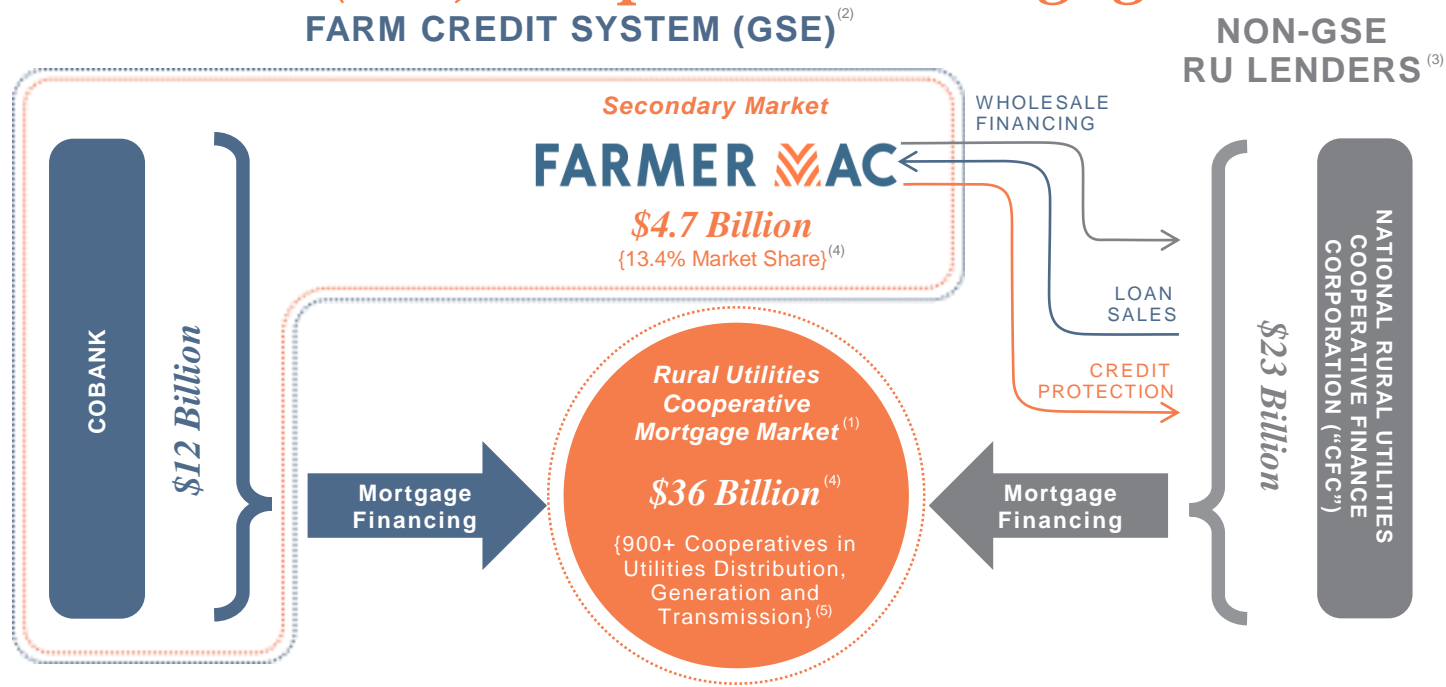 FARM CREDIT SYSTEM (GSE)(2)
NON-GSE
RU LENDERS(3)
Secondary Market
FARMER MAC
$4.7 Billion
{13.4% Market Share}(4)
WHOLESALE
FINANCING
LOAN
SALES
CREDIT
PROTECTION
COBANK
$12 Billion
Mortgage
Financing
Rural Utilities
Cooperative
Mortgage Market(1)
$36 Billion(4)
{900+ Cooperatives in
Utilities Distribution,
Generation and
Transmission}(5)
Mortgage
Financing
$23 Billion
NATIONAL RURAL UTILITIES
COOPERATIVE FINANCE
CORPORATION ("CFC")